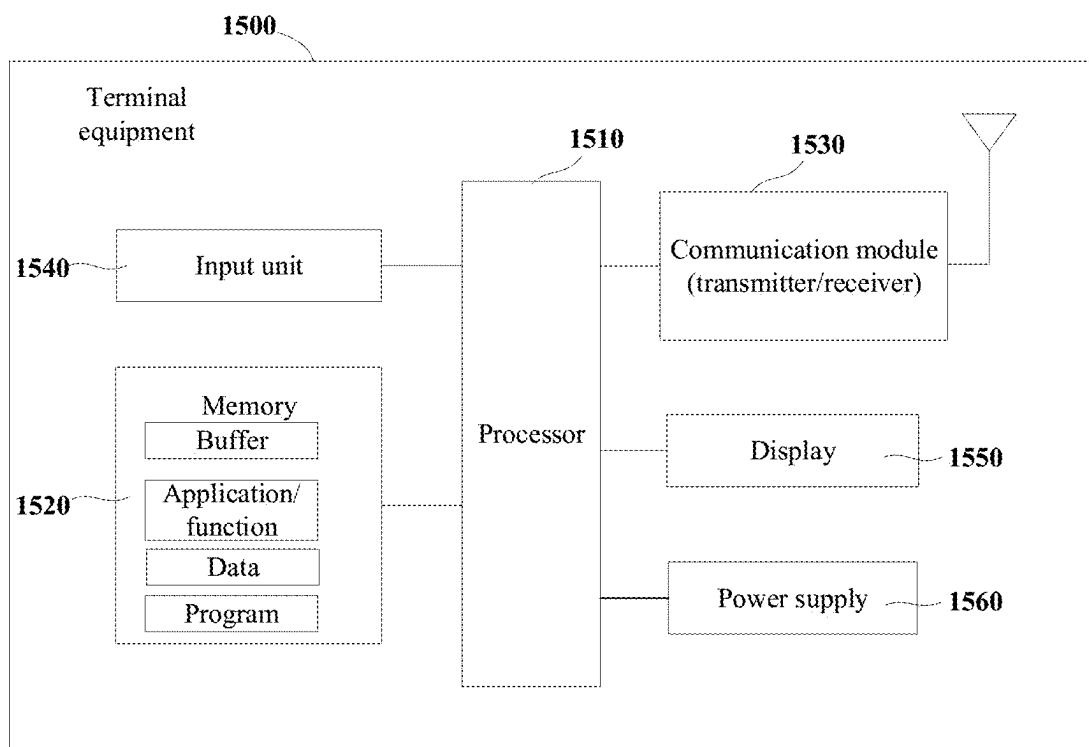 1500
Terminal
equipment
1510
1530
1540
Input unit
Communication module
(transmitter/receiver)
Memory
Buffer
Processor
Display
1550
1520
Application/
function
Data
Program
Power supply
1560